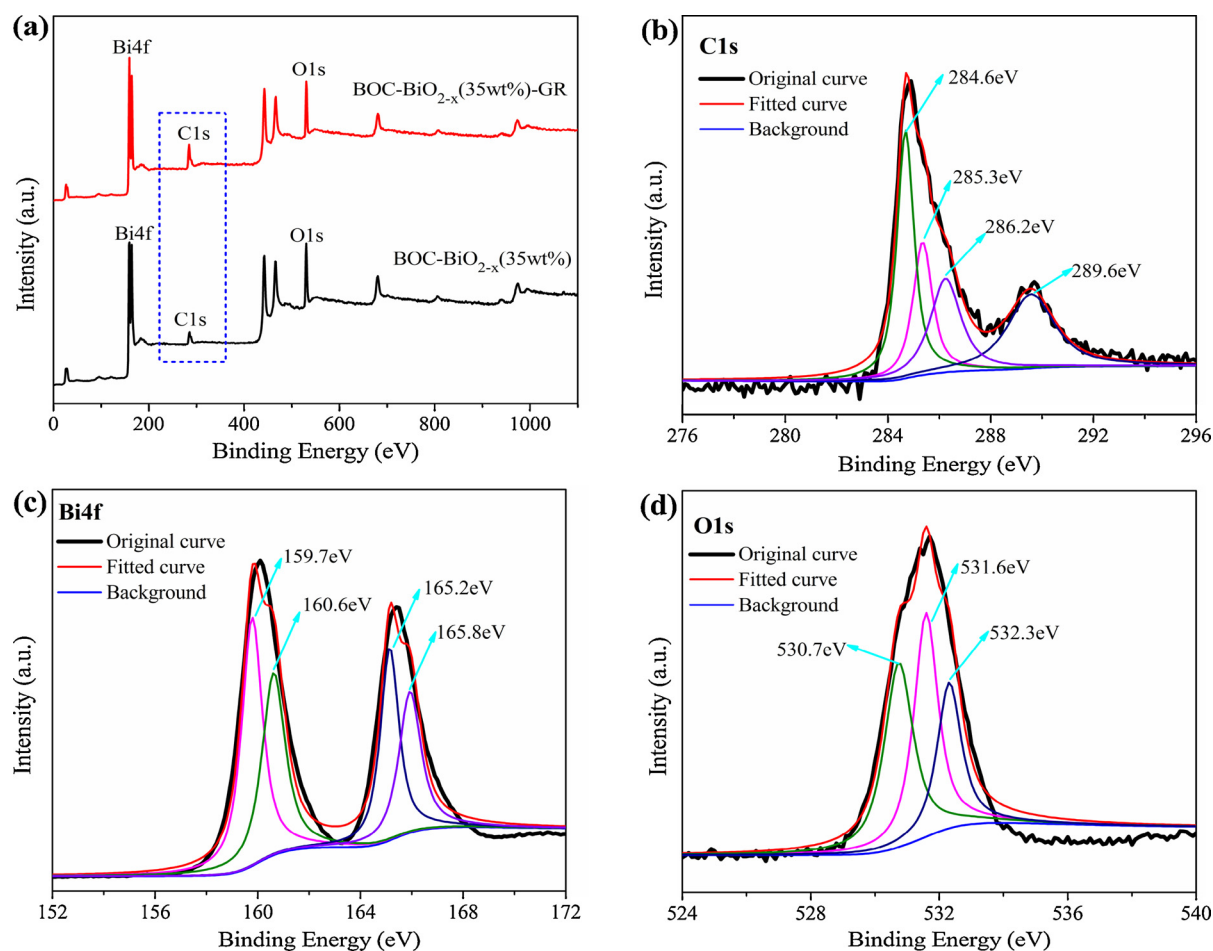 (a)
Bi4f
C1s
O1s
BOC-BiO2-x(35wt%)-GR
Bi4f
C1s
O1s
BOC-BiO2-x(35wt%)
Intensity (a.u.)
0 200 400 600 800 1000
Binding Energy (eV)
(b)
C1s
Original curve
Fitted curve
Background
284.6eV
285.3eV
286.2eV
289.6eV
Intensity (a.u.)
276 280 284 288 292 296
Binding Energy (eV)
(c)
Bi4f
Original curve
Fitted curve
Background
159.7eV
160.6eV
165.2eV
165.8eV
Intensity (a.u.)
152 156 160 164 168 172
Binding Energy (eV)
(d)
O1s
Original curve
Fitted curve
Background
530.7eV
531.6eV
532.3eV
Intensity (a.u.)
524 528 532 536 540
Binding Energy (eV)